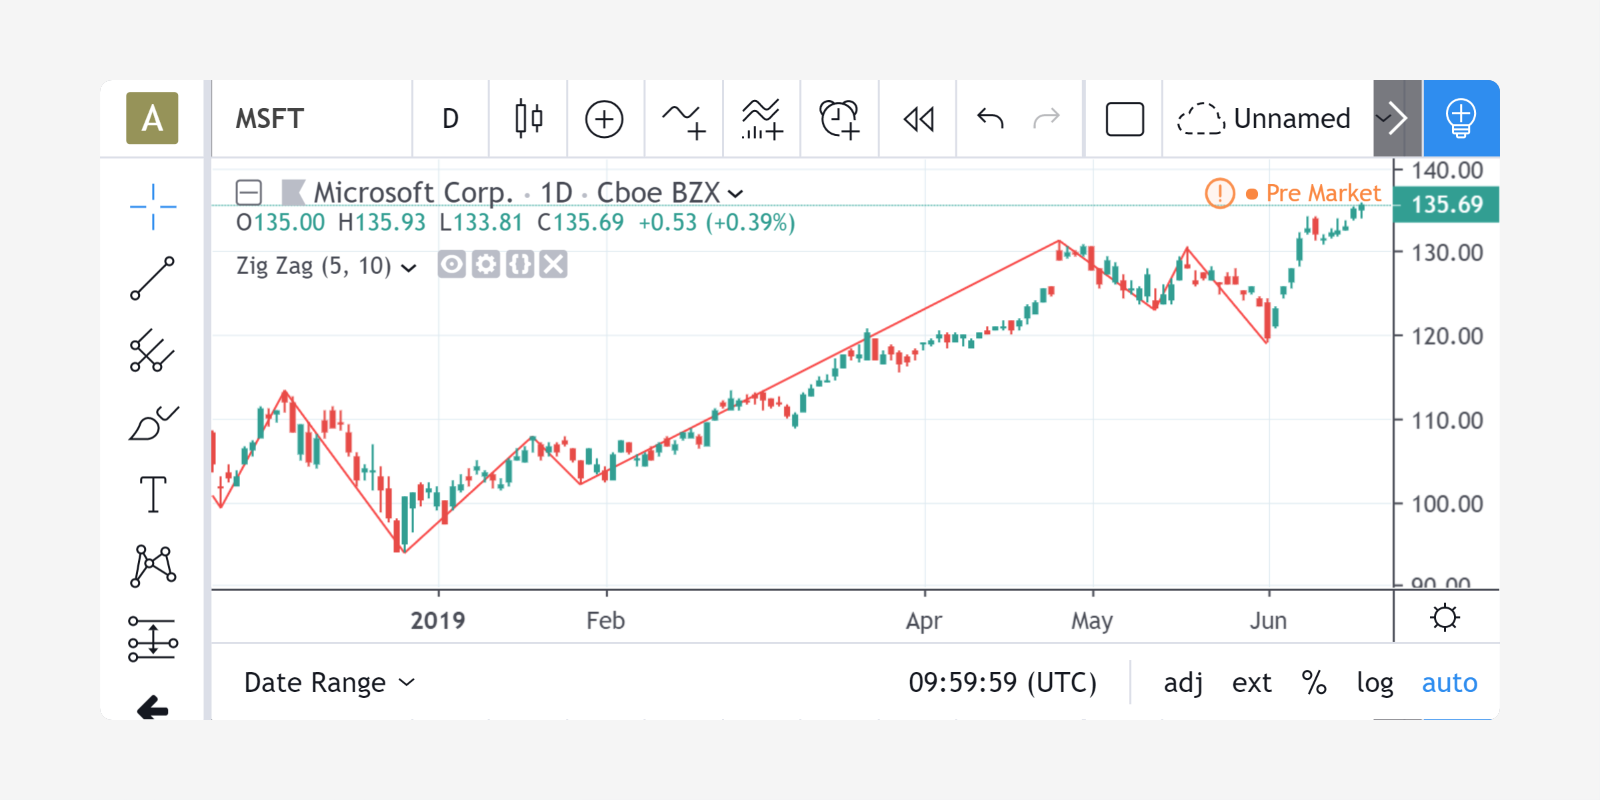 A
MSFT
D
Unnamed
Microsoft Corp. · 1D · Cboe BZX
Pre Market
O135.00 H135.93 L133.81 C135.69 +0.53 (+0.39%)
Zig Zag (5, 10)
140.00
135.69
130.00
120.00
110.00
100.00
90.00
2019 Feb Apr May Jun
Date Range
09:59:59 (UTC) adj ext % log auto